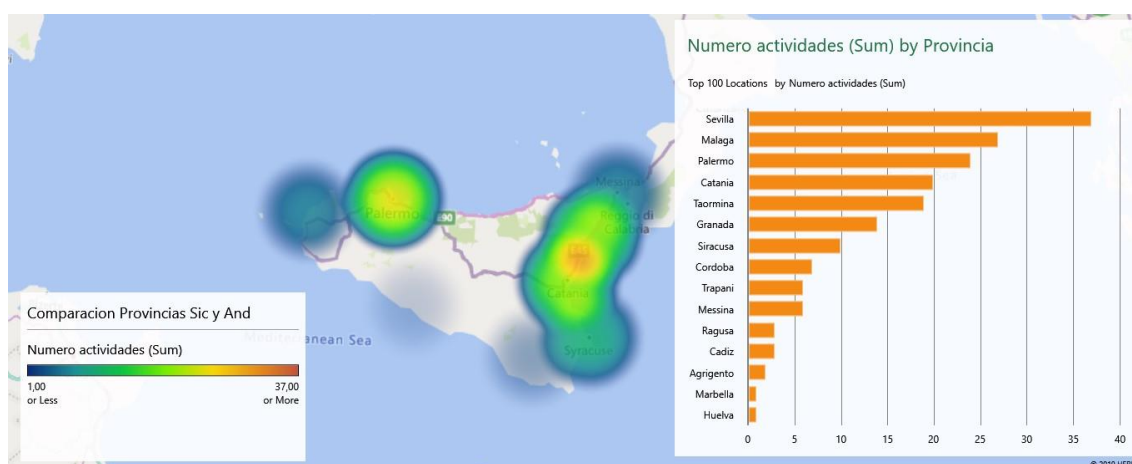 Numero actividades (Sum) by Provincia
Top 100 Locations by Numero actividades (Sum)
Sevilla
Malaga
Palermo
Catania
Taormina
Granada
Siracusa
Cordoba
Trapani
Messina
Ragusa
Cadiz
Agrigento
Marbella
Huelva
0 5 10 15 20 25 30 35 40
Messina
Palermo
E90
Reggio di
Calabria
Catania
Syracuse
Mediterranean Sea
Comparacion Provincias Sic y And
Numero actividades (Sum)
1,00 37,00
or Less or More